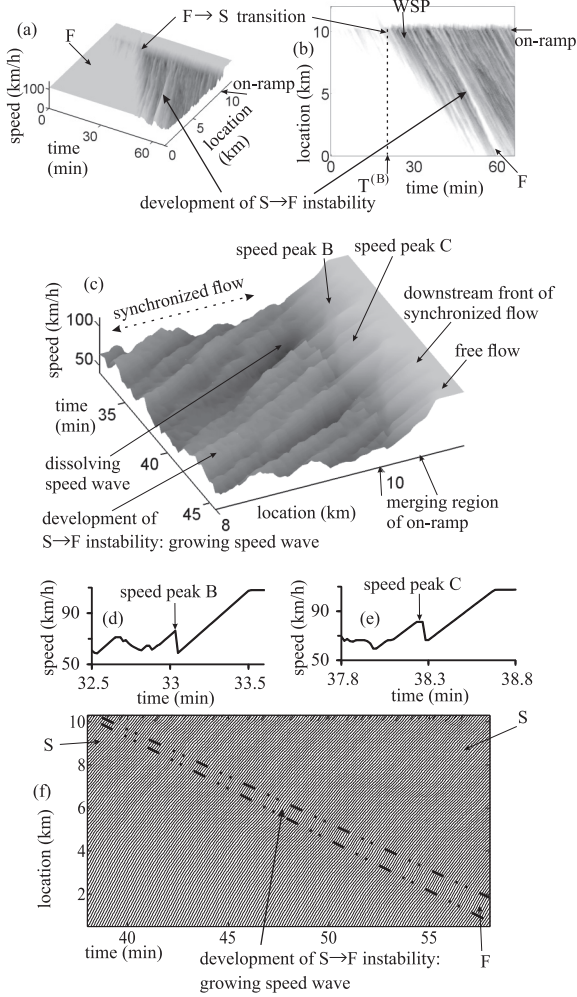 (a)
F→S transition
F
speed (km/h)
100
0
0
30
60
time
(min)
on-ramp
10
5
0
location
(km)
WSP
(b)
10
5
0
location (km)
on-ramp
T(B)
30
60
time (min)
F
development of S→F instability
(c)
speed peak B
speed peak C
synchronized flow
downstream front of
synchronized flow
free flow
speed (km/h)
100
50
time
(min)
35
40
45
dissolving
speed wave
8
10
location (km)
merging region
of on-ramp
development of
S→F instability: growing speed wave
speed peak B
(d)
speed (km/h)
90
50
32.5
33
33.5
time (min)
speed peak C
(e)
speed (km/h)
90
50
37.8
38.3
38.8
time (min)
S
S
10
8
6
4
2
location (km)
(f)
40
45
50
55
time (min)
development of S→F instability:
growing speed wave
F